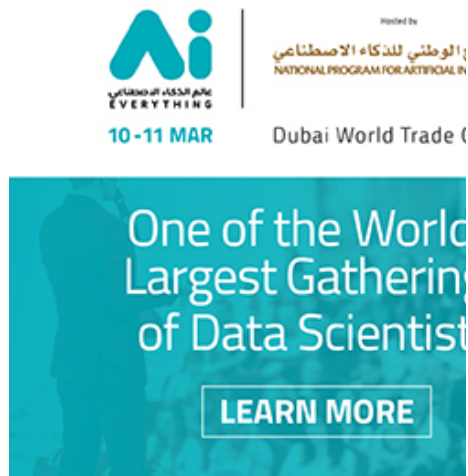 Ai
عالم الذكاء الاصطناعي
EVERYTHING
10 - 11 MAR
Hosted by
الوطني للذكاء الاصطناعي
NATIONAL PROGRAM FOR ARTIFICIAL IN
Dubai World Trade
One of the World
Largest Gathering
of Data Scientist
LEARN MORE